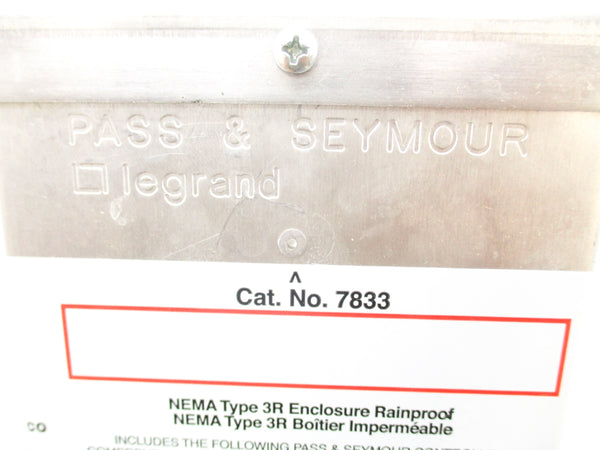 PASS & SEYMOUR
legrand
^
Cat. No. 7833
NEMA Type 3R Enclosure Rainproof
NEMA Type 3R Boîtier Imperméable
CO
INCLUDES THE FOLLOWING PASS & SEYMOUR